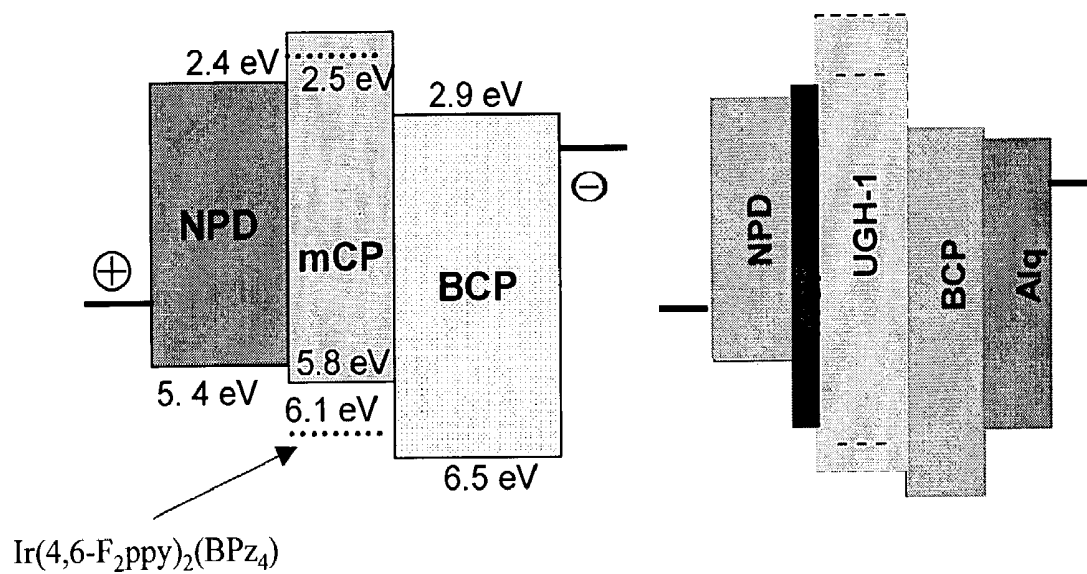 2.4 eV
2.5 eV
2.9 eV
NPD
mCP
BCP
⊕
⊖
5.8 eV
5. 4 eV
6.1 eV
6.5 eV
Ir(4,6-F₂ppy)₂(BPz₄)
NPD
UGH-1
BCP
Alq